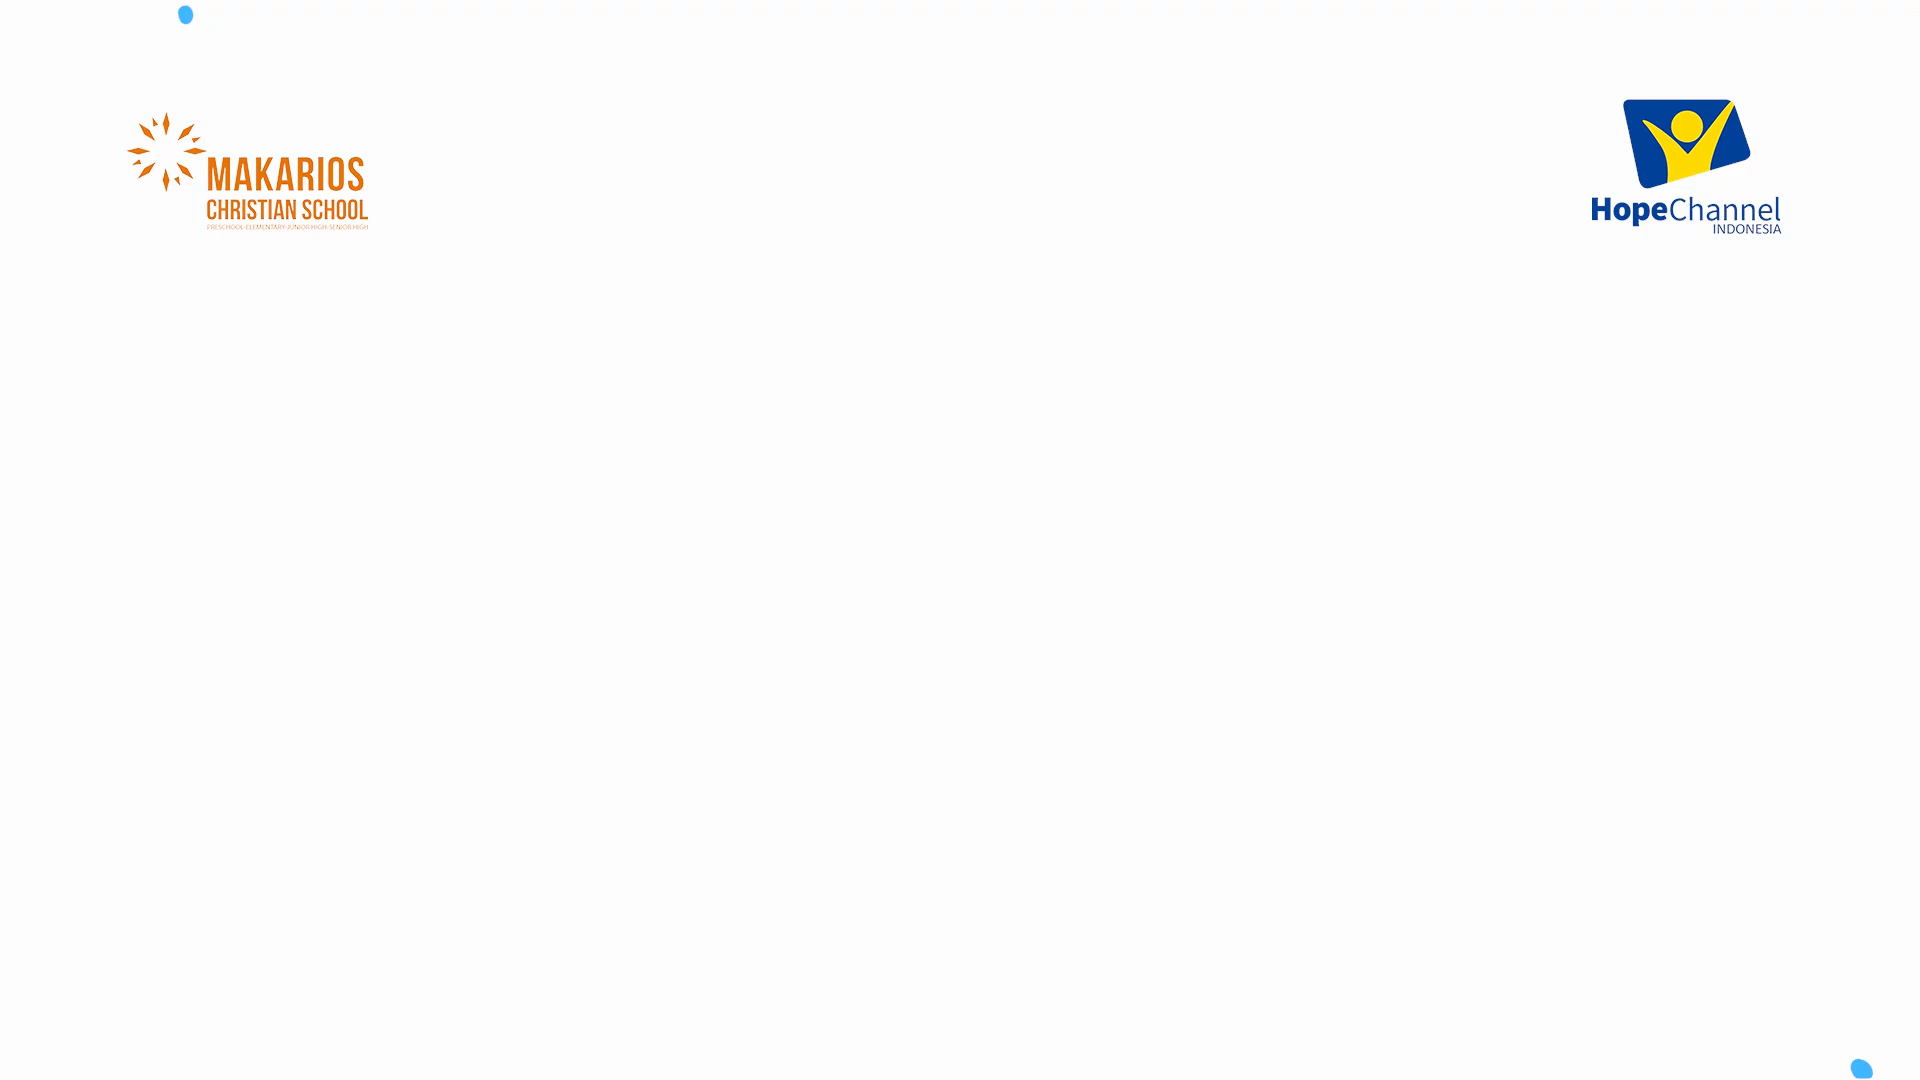 MAKARIOS
CHRISTIAN SCHOOL
PRESCHOOL-ELEMENTARY-JUNIOR HIGH-SENIOR HIGH
HopeChannel
INDONESIA